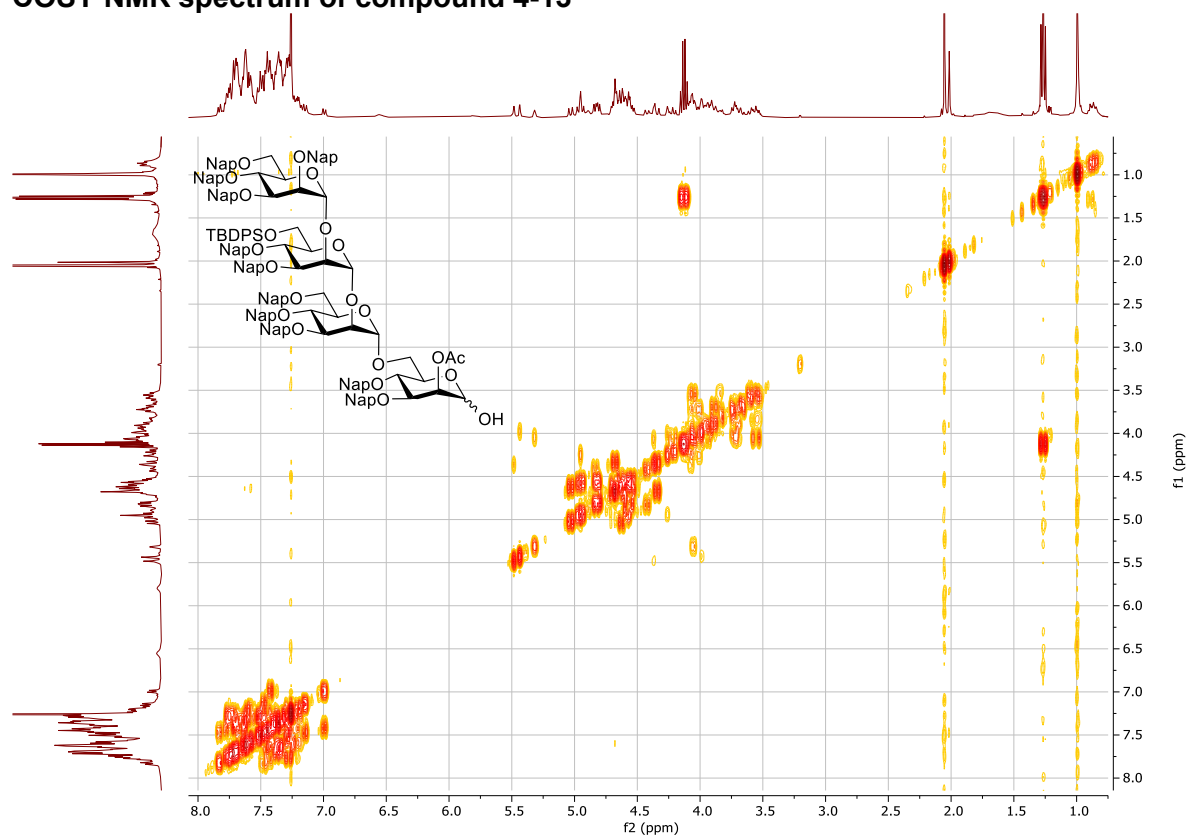 COSY NMR spectrum of compound 4-15
NapO
ONap
NapO
NapO
O
O
TBDPSO
NapO
NapO
O
O
NapO
NapO
NapO
O
O
OAc
NapO
NapO
O
OH
1.0
1.5
2.0
2.5
3.0
3.5
4.0
4.5
5.0
5.5
6.0
6.5
7.0
7.5
8.0
f1 (ppm)
8.0 7.5 7.0 6.5 6.0 5.5 5.0 4.5 4.0 3.5 3.0 2.5 2.0 1.5 1.0
f2 (ppm)